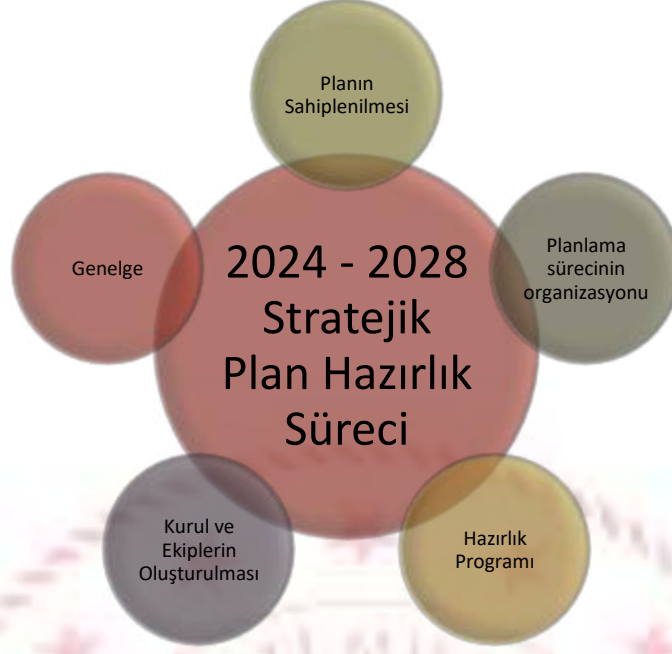 Planın
Sahiplenilmesi
Genelge
2024 - 2028
Stratejik
Plan Hazırlık
Süreci
Planlama
sürecinin
organizasyonu
Kurul ve
Ekiplerin
Oluşturulması
Hazırlık
Programı